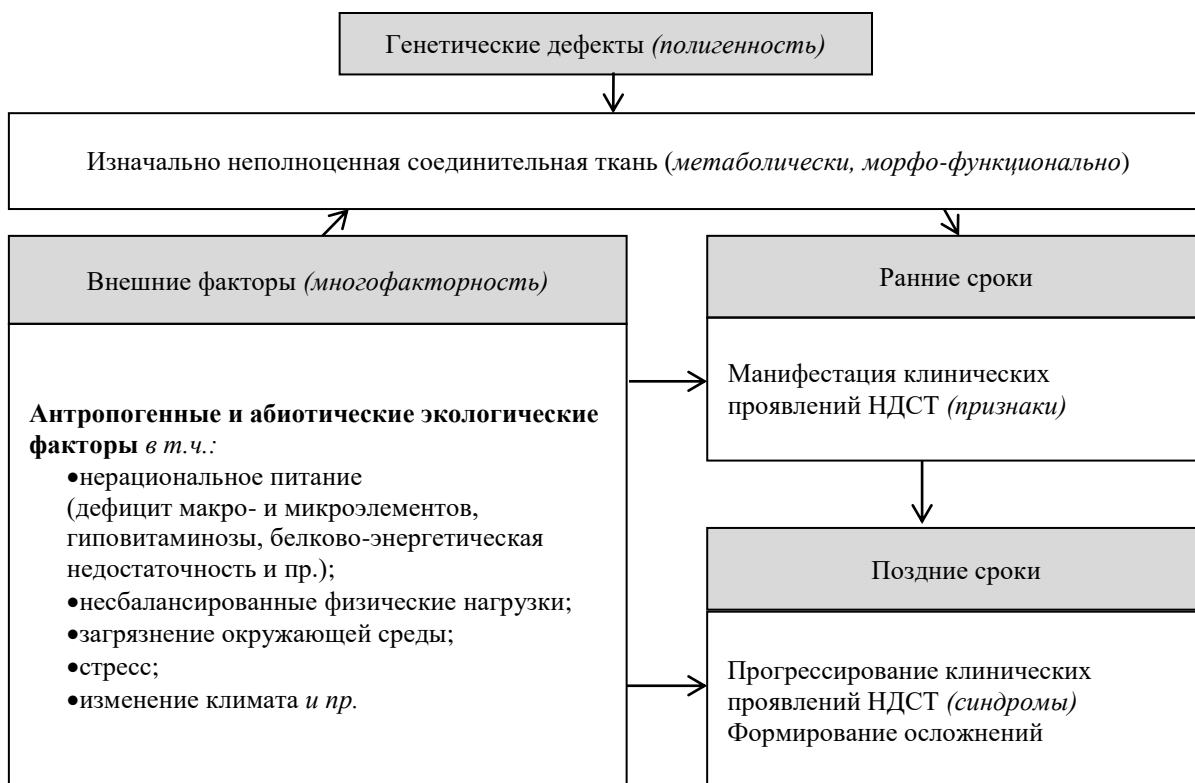 Генетические дефекты (полигенность)
Изначально неполноценная соединительная ткань (метаболически, морфо-функционально)
Внешние факторы (многофакторность)
Антропогенные и абиотические экологические
факторы в т.ч.:
•нерациональное питание
(дефицит макро- и микроэлементов,
гиповитаминозы, белково-энергетическая
недостаточность и пр.);
•несбалансированные физические нагрузки;
•загрязнение окружающей среды;
•стресс;
•изменение климата и пр.
Ранние сроки
Манифестация клинических
проявлений НДСТ (признаки)
Поздние сроки
Прогрессирование клинических
проявлений НДСТ (синдромы)
Формирование осложнений